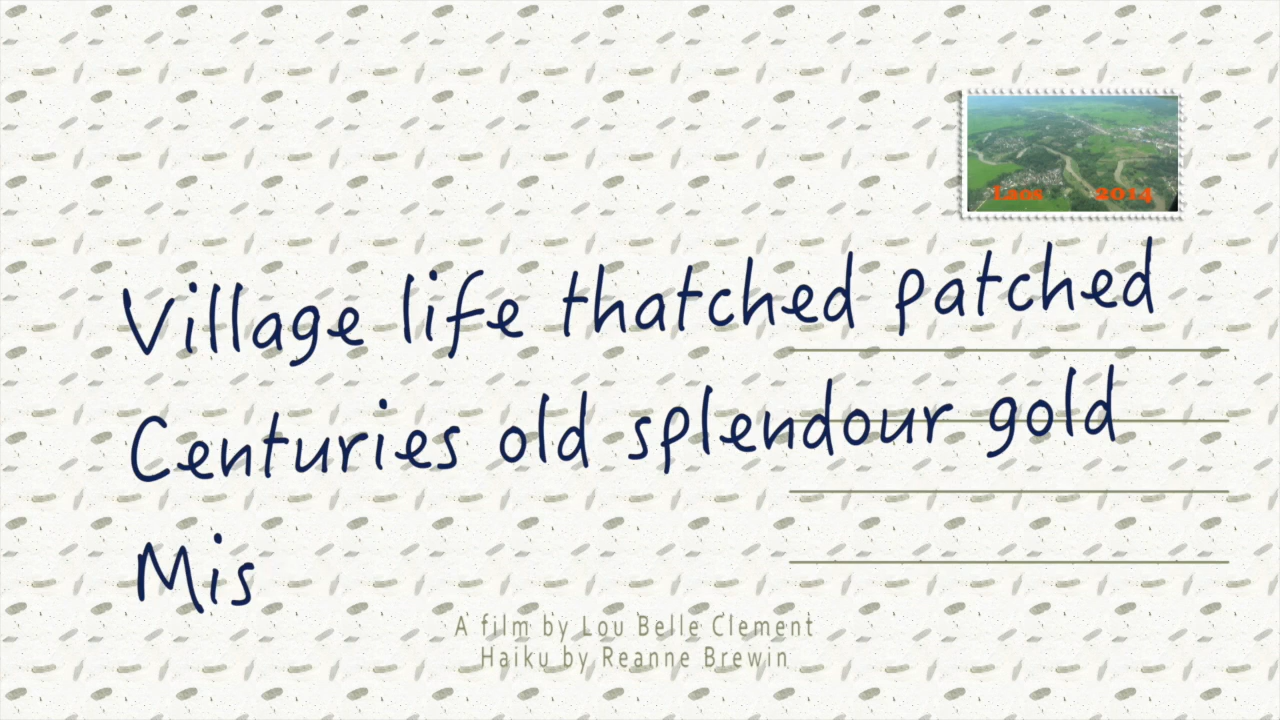 Laos 2014
Village life thatched patched
Centuries old splendour gold
Mis
A film by Lou Belle Clement
Haiku by Reanne Brewin